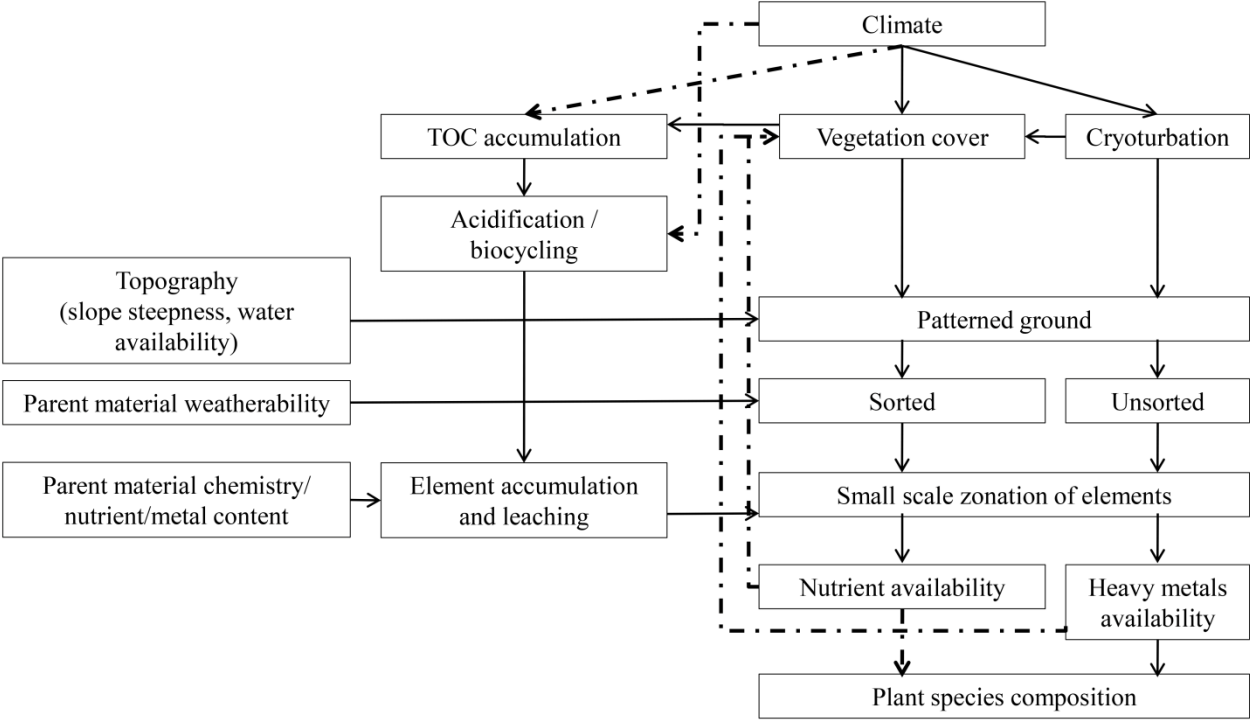 Climate
TOC accumulation
Vegetation cover
Cryoturbation
Acidification /
biocycling
Topography
(slope steepness, water
availability)
Patterned ground
Parent material weatherability
Sorted
Unsorted
Parent material chemistry/
nutrient/metal content
Element accumulation
and leaching
Small scale zonation of elements
Nutrient availability
Heavy metals
availability
Plant species composition